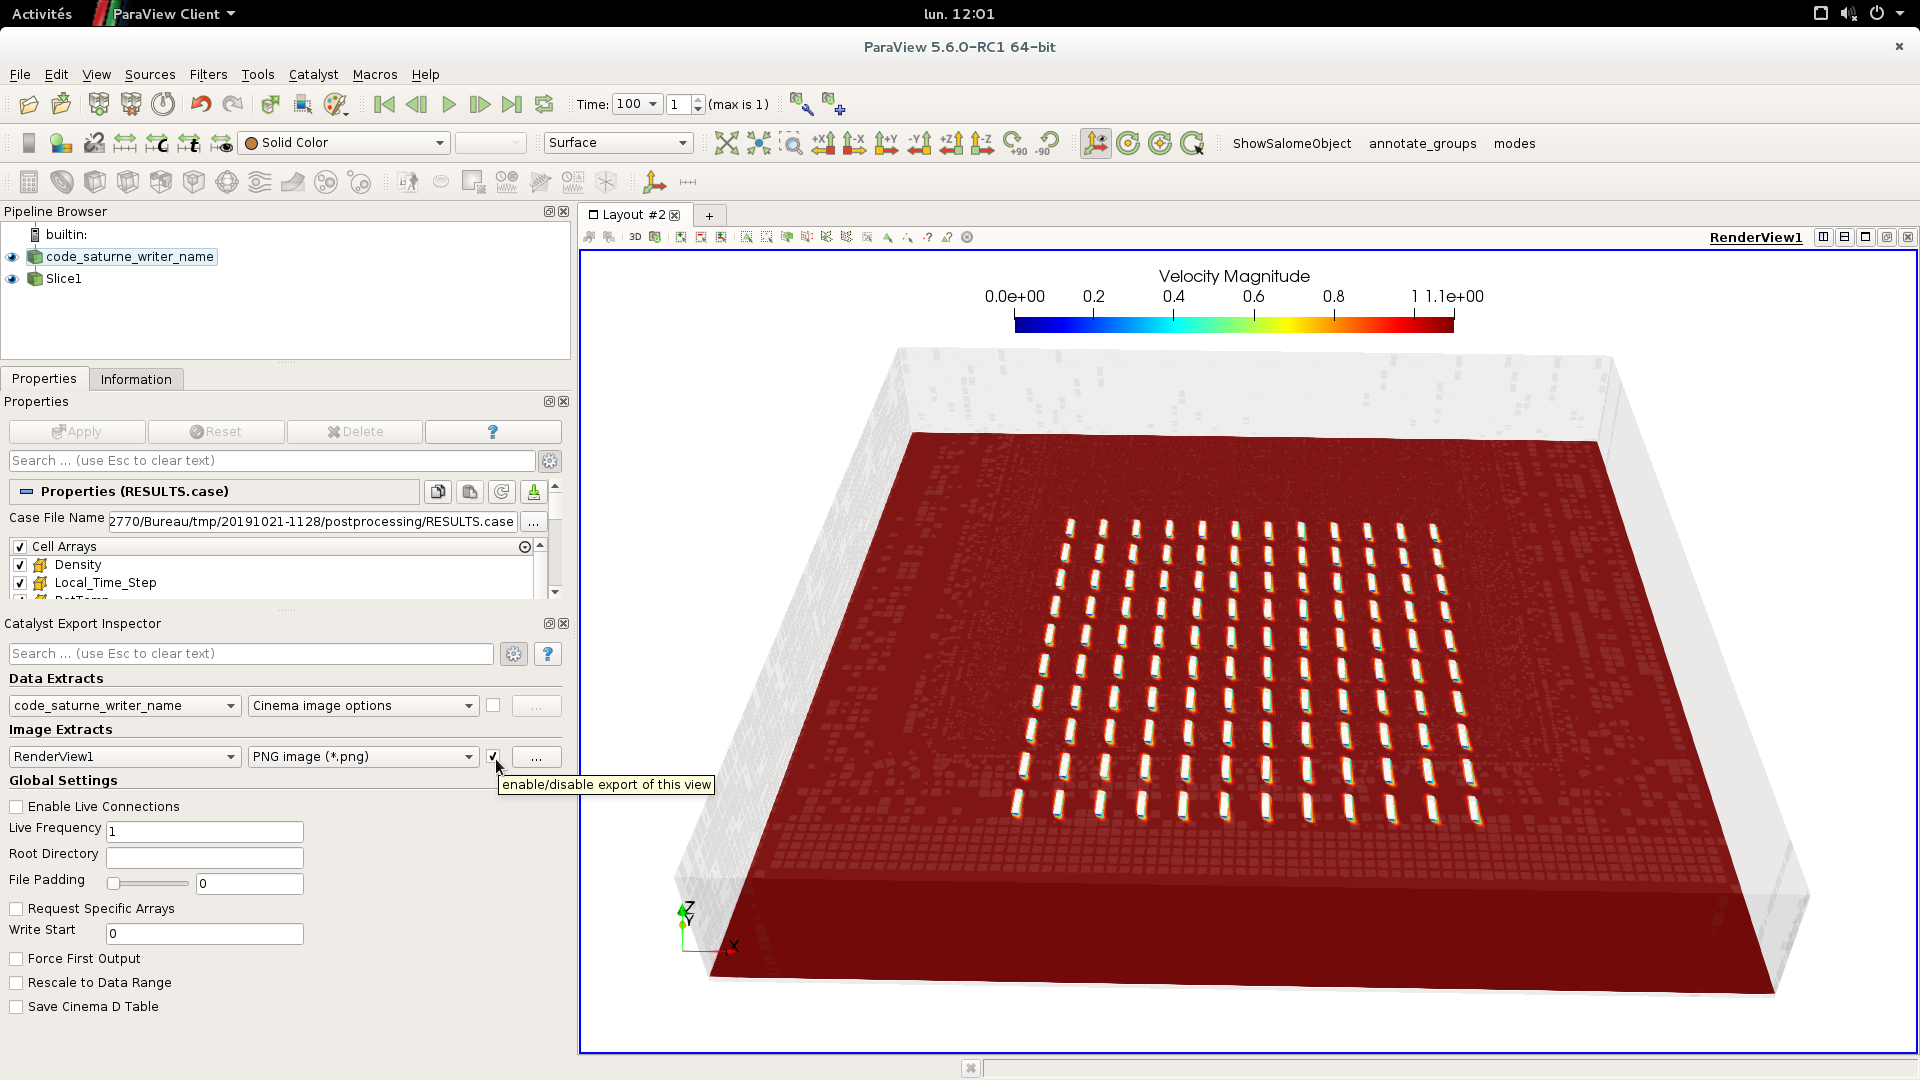 Activités ParaView Client lun. 12:01
ParaView 5.6.0-RC1 64-bit
File Edit View Sources Filters Tools Catalyst Macros Help
Time: 100 1 (max is 1)
Solid Color Surface +X -X +Y -Y +Z -Z +90 -90 ShowSalomeObject annotate_groups modes
Pipeline Browser
builtin:
code_saturne_writer_name
Slice1
Properties Information
Properties
Apply Reset Delete ?
Search ... (use Esc to clear text)
Properties (RESULTS.case)
Case File Name 2770/Bureau/tmp/20191021-1128/postprocessing/RESULTS.case ...
Cell Arrays
Density
Local_Time_Step
Catalyst Export Inspector
Search ... (use Esc to clear text) ?
Data Extracts
code_saturne_writer_name Cinema image options ...
Image Extracts
RenderView1 PNG image (*.png) ...
enable/disable export of this view
Global Settings
Enable Live Connections
Live Frequency 1
Root Directory
File Padding 0
Request Specific Arrays
Write Start 0
Force First Output
Rescale to Data Range
Save Cinema D Table
Layout #2 +
3D RenderView1
Velocity Magnitude
0.0e+00 0.2 0.4 0.6 0.8 1 1.1e+00
Z
Y
X